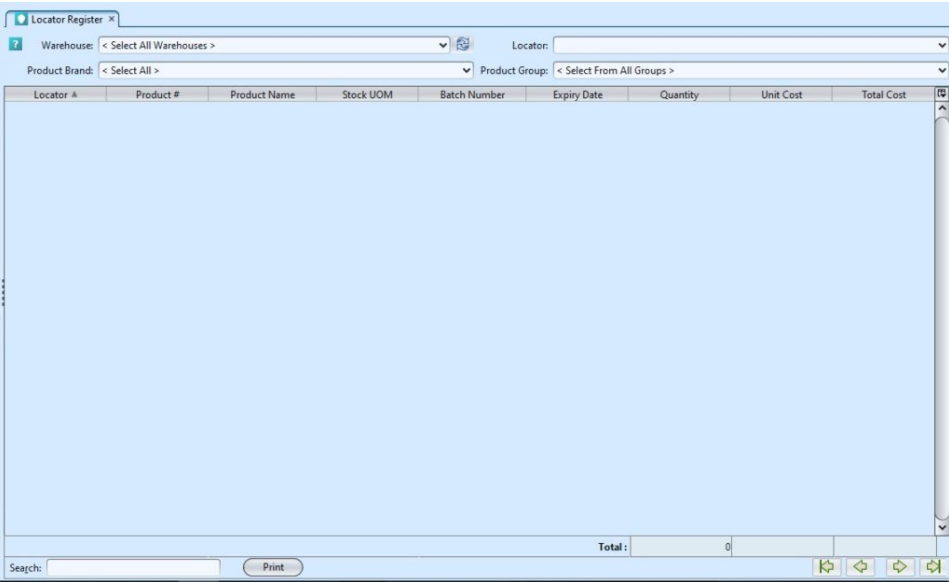 Locator Register ×
? Warehouse: < Select All Warehouses > Locator:
Product Brand: < Select All > Product Group: < Select From All Groups >
Locator Product # Product Name Stock UOM Batch Number Expiry Date Quantity Unit Cost Total Cost
Total : 0
Search: Print